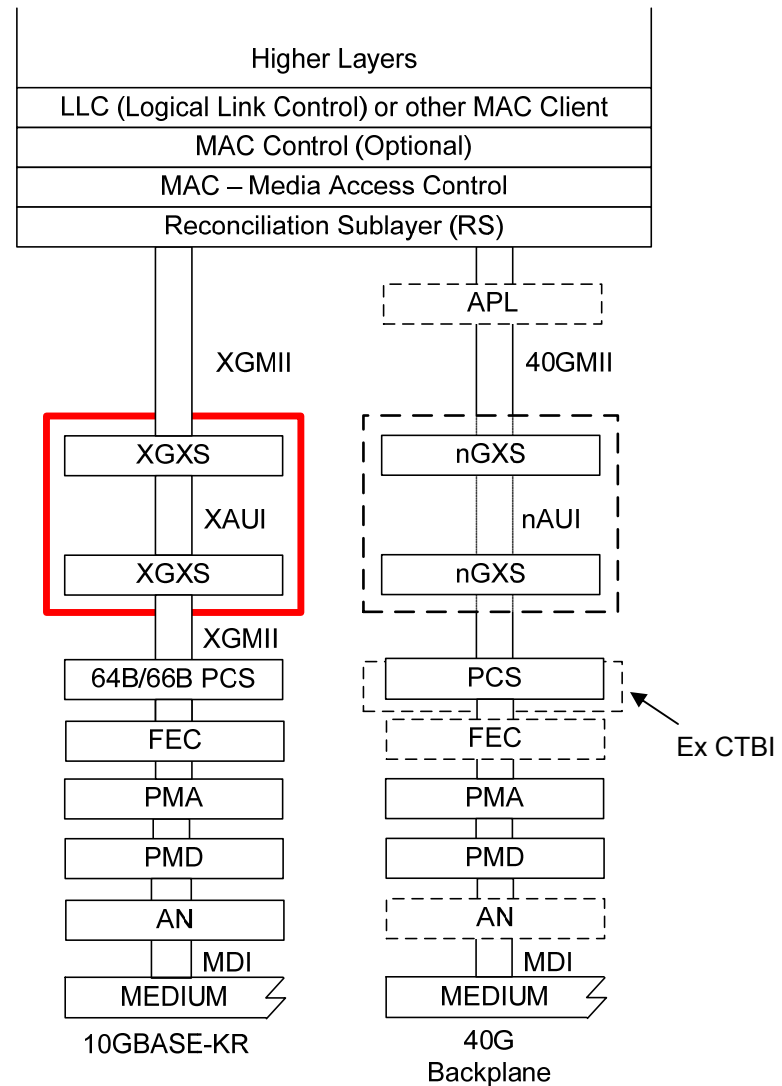 Higher Layers
LLC (Logical Link Control) or other MAC Client
MAC Control (Optional)
MAC – Media Access Control
Reconciliation Sublayer (RS)
APL
XGMII
40GMII
XGXS
nGXS
XAUI
nAUI
XGXS
nGXS
XGMII
64B/66B PCS
PCS
FEC
FEC
Ex CTBI
PMA
PMA
PMD
PMD
AN
AN
MDI
MDI
MEDIUM
MEDIUM
10GBASE-KR
40G
Backplane